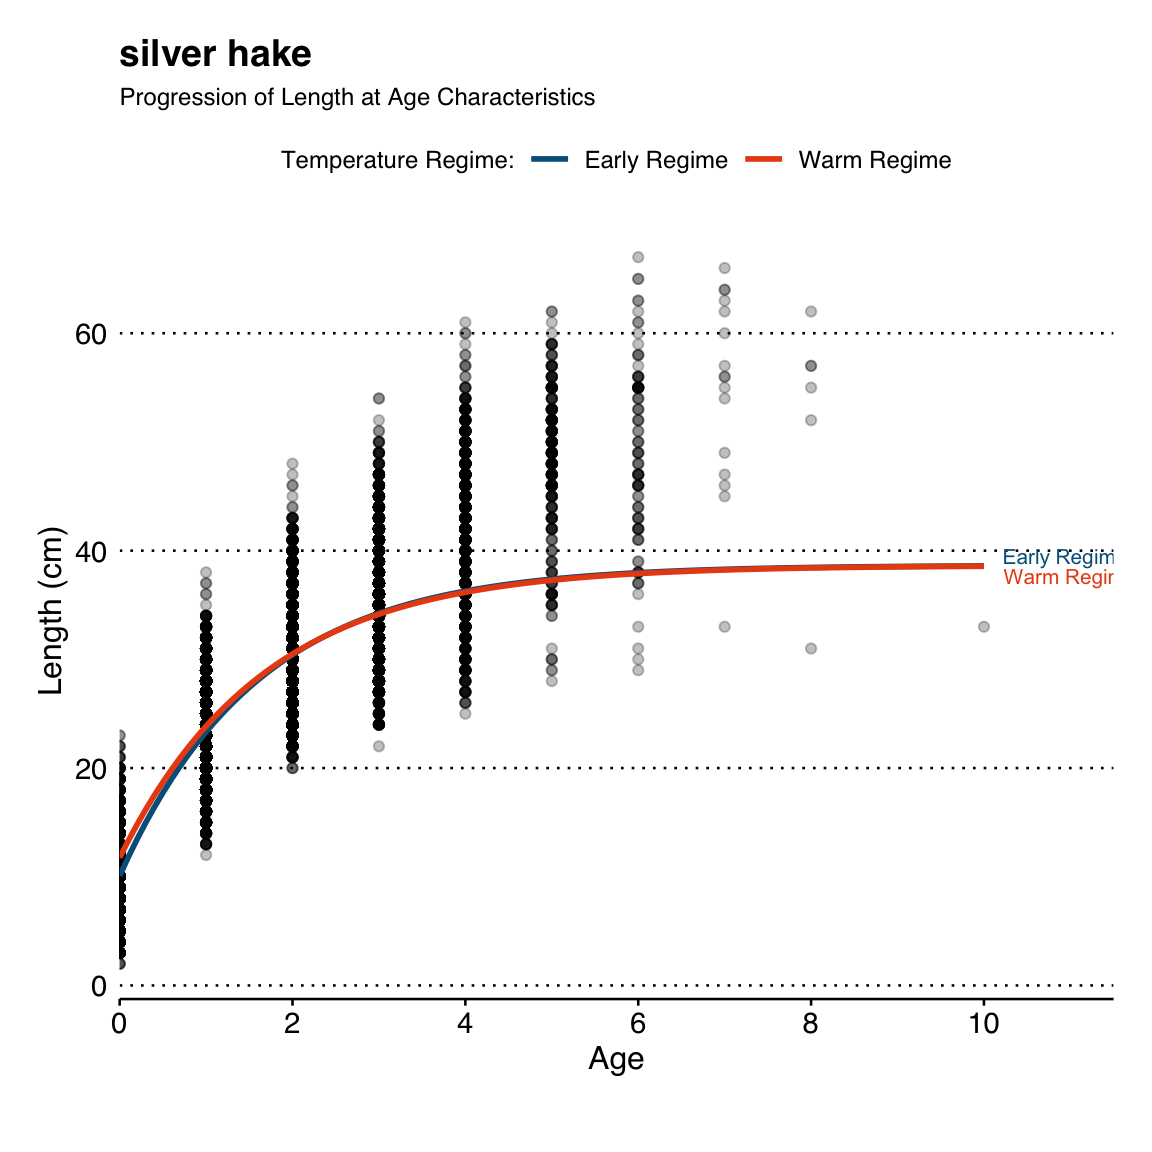 silver hake
Progression of Length at Age Characteristics
Temperature Regime: Early Regime Warm Regime
60
40
20
0
Length (cm)
Early Regim
Warm Regir
0 2 4 6 8 10
Age